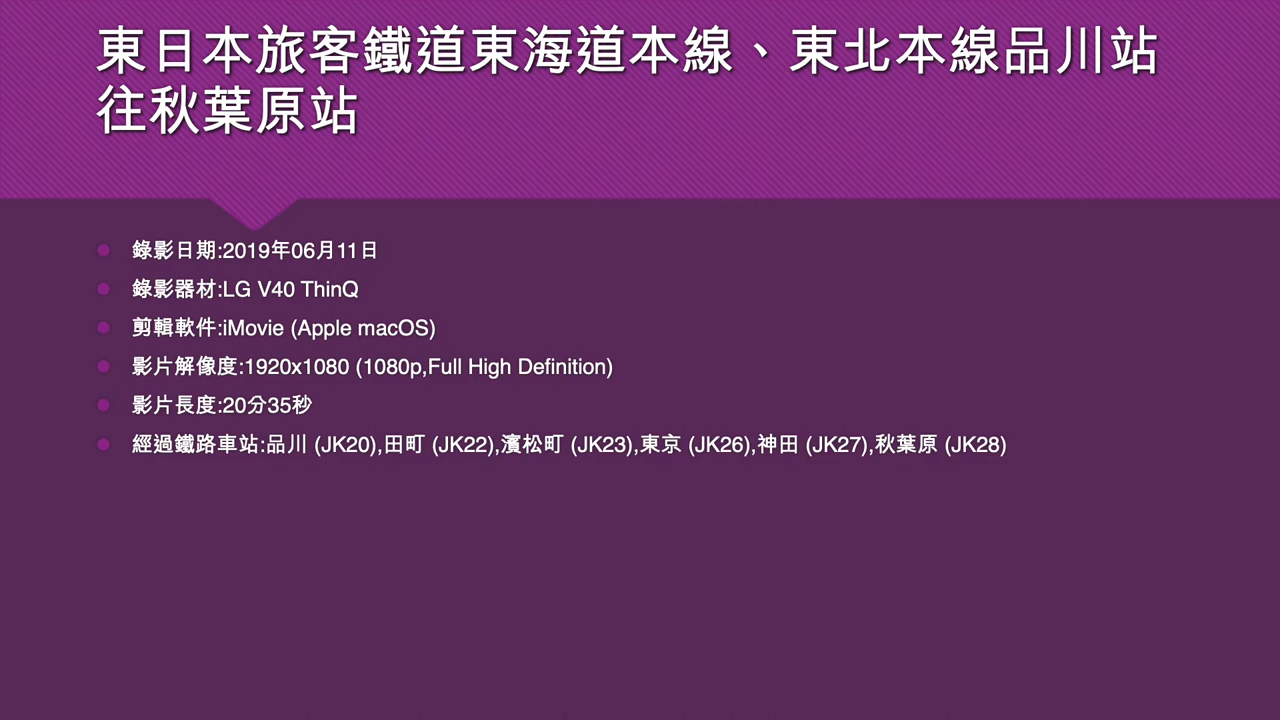 東日本旅客鐵道東海道本線、東北本線品川站
往秋葉原站
錄影日期:2019年06月11日
錄影器材:LG V40 ThinQ
剪輯軟件:iMovie (Apple macOS)
影片解像度:1920x1080 (1080p,Full High Definition)
影片長度:20分35秒
經過鐵路車站:品川 (JK20),田町 (JK22),濱松町 (JK23),東京 (JK26),神田 (JK27),秋葉原 (JK28)